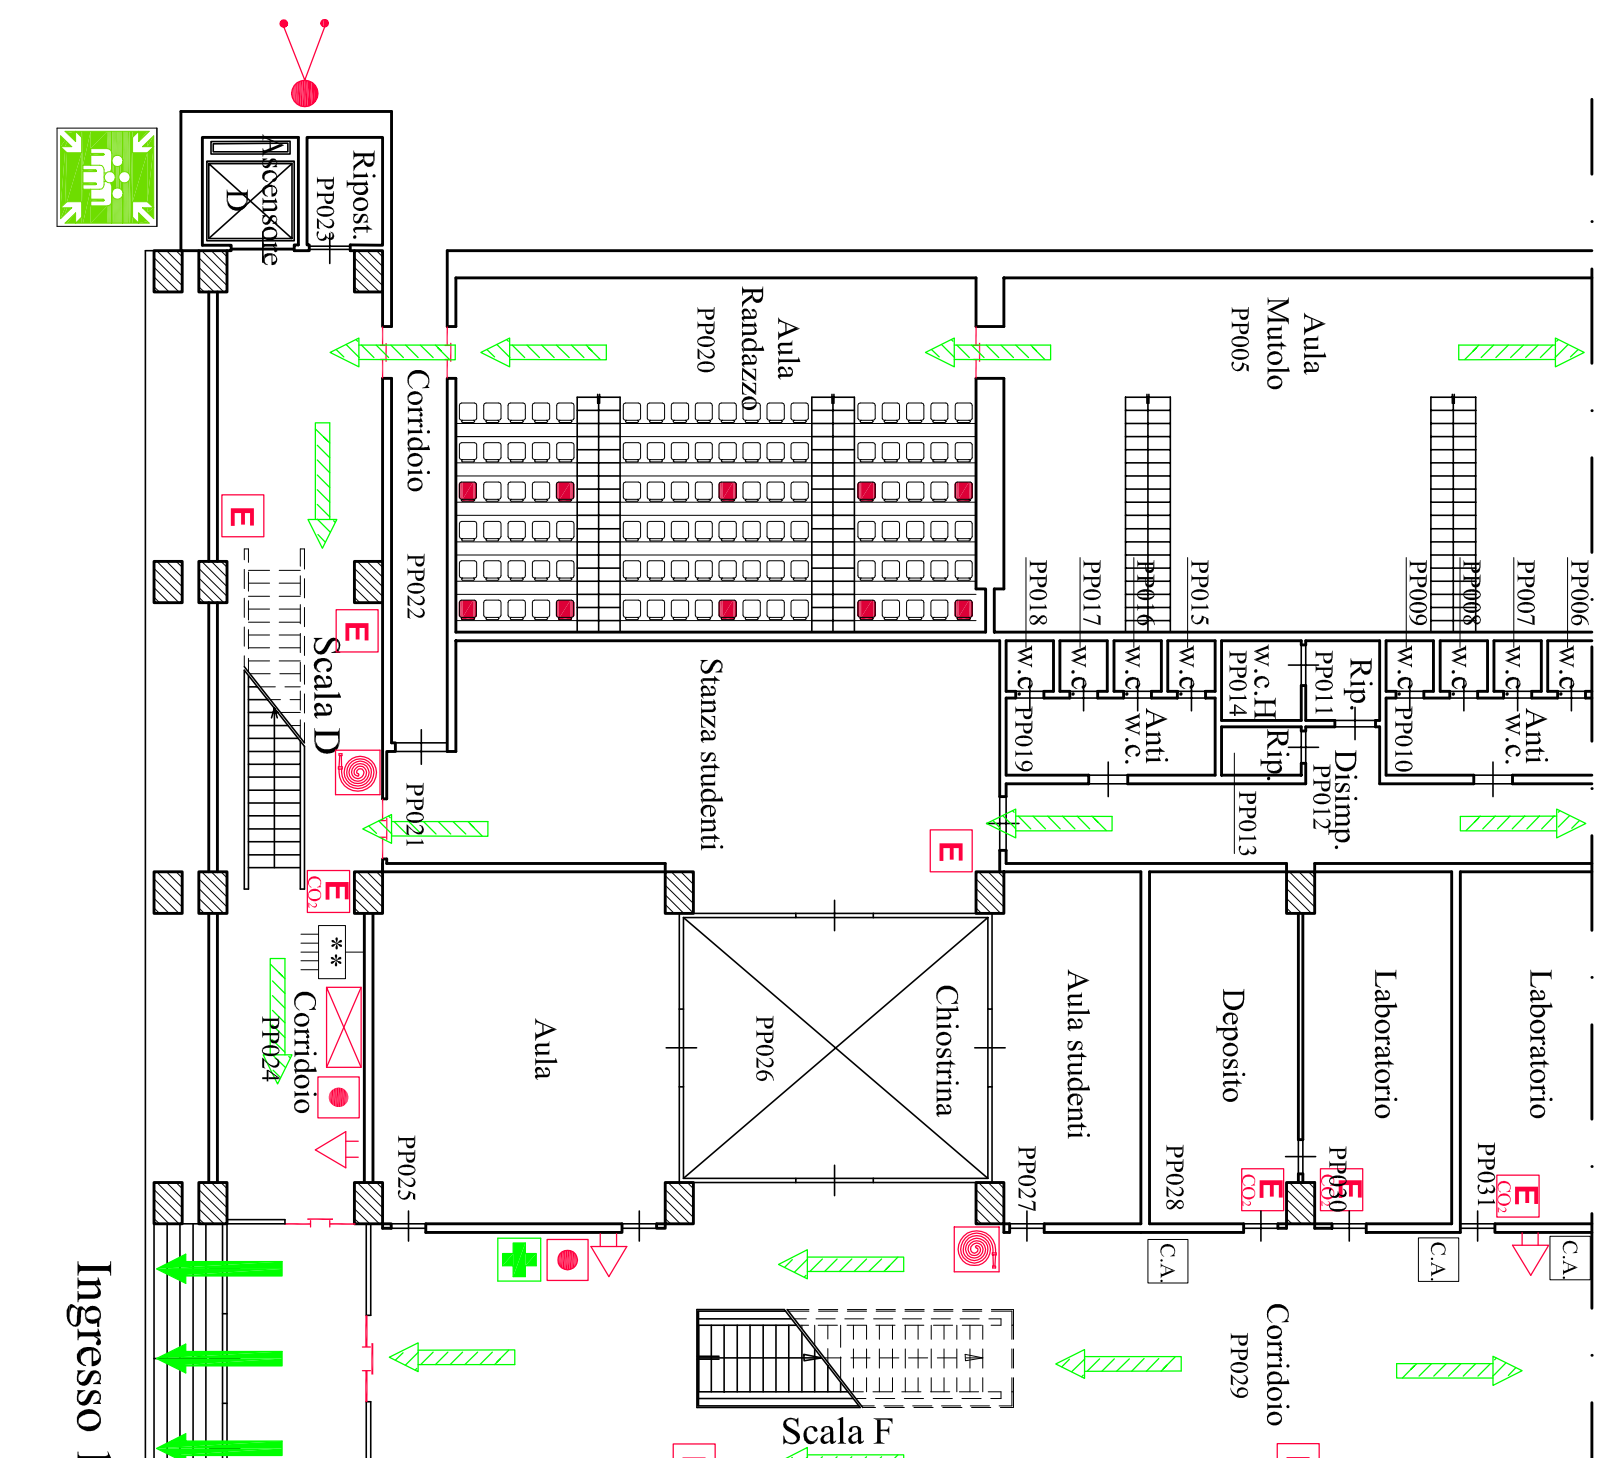 Ascensore
D
Ripost.
PP023
Aula
Randazzo
PP020
Aula
Mutolo
PP005
Corridoio
PP022
E
E
Scala D
PP021
Stanza studenti
E
PP018
PP017
PP016
PP015
PP009
PP008
PP007
PP006
w.c.
w.c.
w.c.
w.c.
w.c.H
PP014
Rip.
PP011
w.c.
w.c.
w.c.
w.c.
PP019
Anti
w.c.
Rip.
PP013
Disimp.
PP012
PP010
Anti
w.c.
E
CO2
**
Corridoio
PP024
Aula
PP025
Chiostrina
PP026
Aula studenti
PP027
Deposito
PP028
E
CO2
Laboratorio
PP030
E
CO2
Laboratorio
PP031
E
CO2
C.A.
C.A.
C.A.
Corridoio
PP029
Scala F
Ingresso